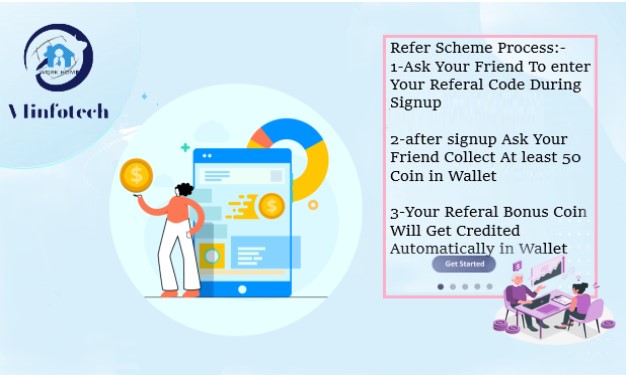 WORK HOME
VIinfotech
Refer Scheme Process:-
1-Ask Your Friend To enter
Your Referal Code During
Signup
2-after signup Ask Your
Friend Collect At least 50
Coin in Wallet
3-Your Referal Bonus Coin
Will Get Credited
Automatically in Wallet
Get Started